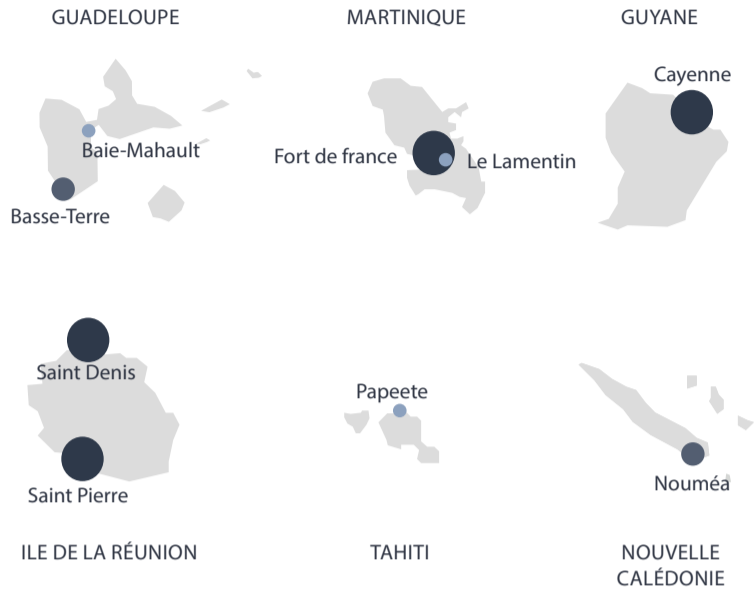 GUADELOUPE
MARTINIQUE
GUYANE
Cayenne
Baie-Mahault
Fort de france
Le Lamentin
Basse-Terre
Saint Denis
Papeete
Nouméa
Saint Pierre
ILE DE LA RÉUNION
TAHITI
NOUVELLE
CALÉDONIE